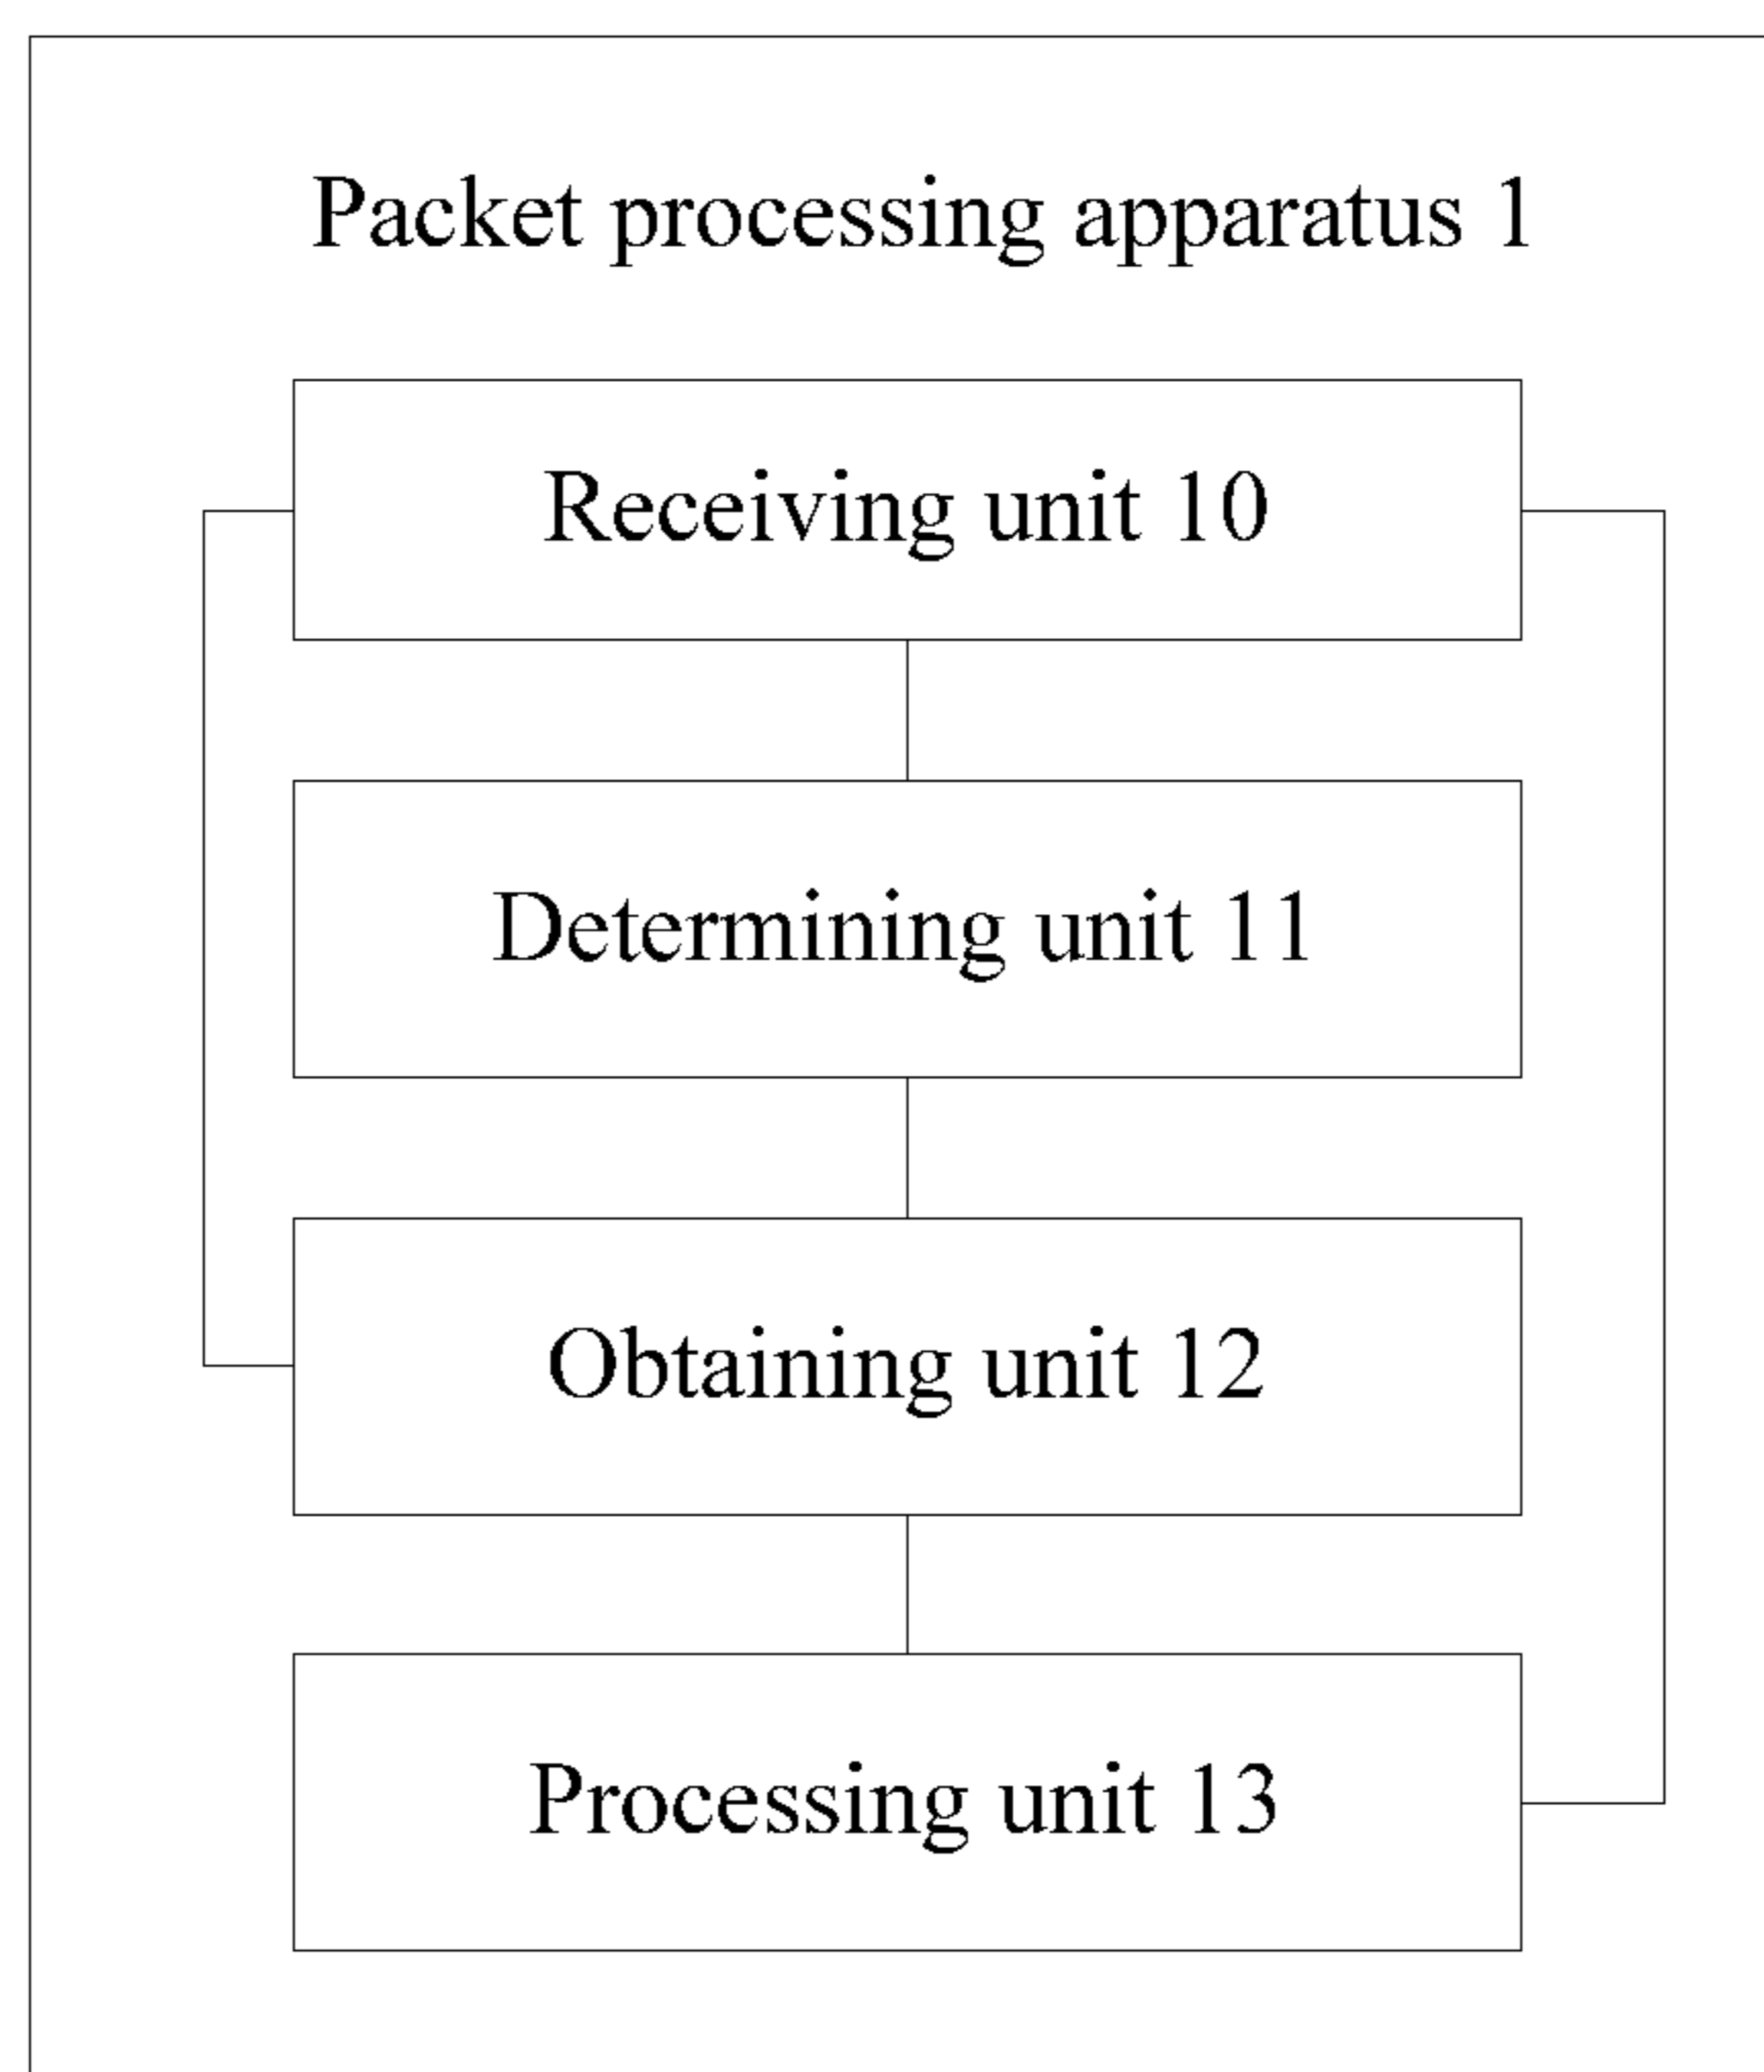 Packet processing apparatus 1
Receiving unit 10
Determining unit 11
Obtaining unit 12
Processing unit 13